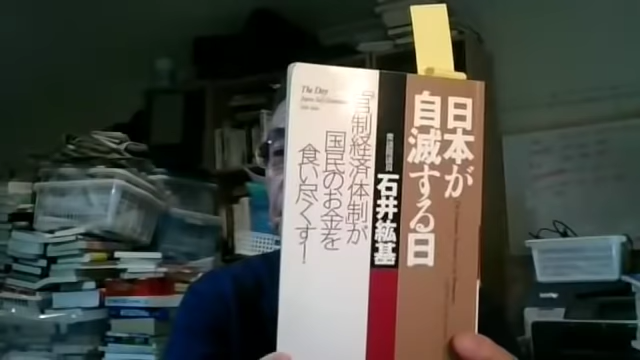 日本が
自滅する日
石井紘基
「官制経済体制が
国民のお金を
食い尽くす!
The Day